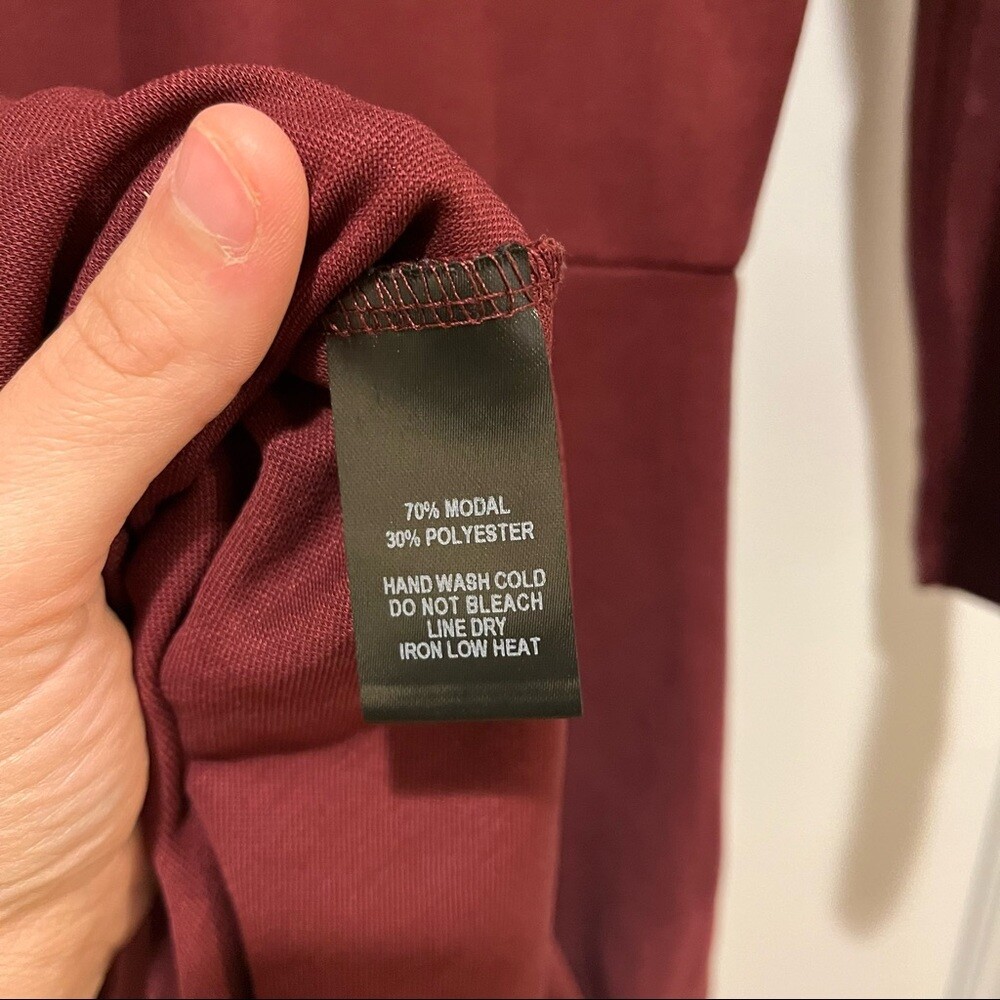 70% MODAL
30% POLYESTER
HAND WASH COLD
DO NOT BLEACH
LINE DRY
IRON LOW HEAT